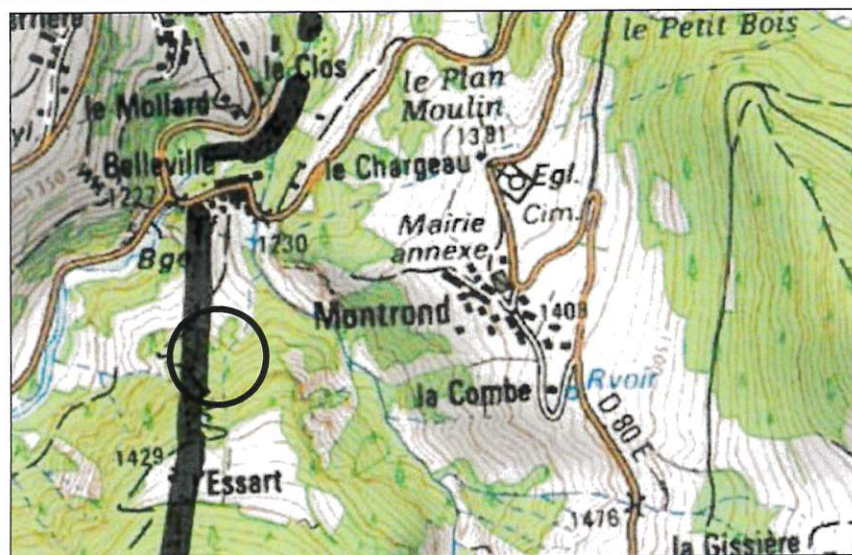 le Petit Bois
le Clos
le Plan
Moulin
le Mollard
1381
Belleville
le Chargeau
Egl.
Cim.
1227
Mairie
annexe
1230
Bge
Montrond
1408
la Combe
Rvoir
D 80 E
1429
l'Essart
1476
la Gissière